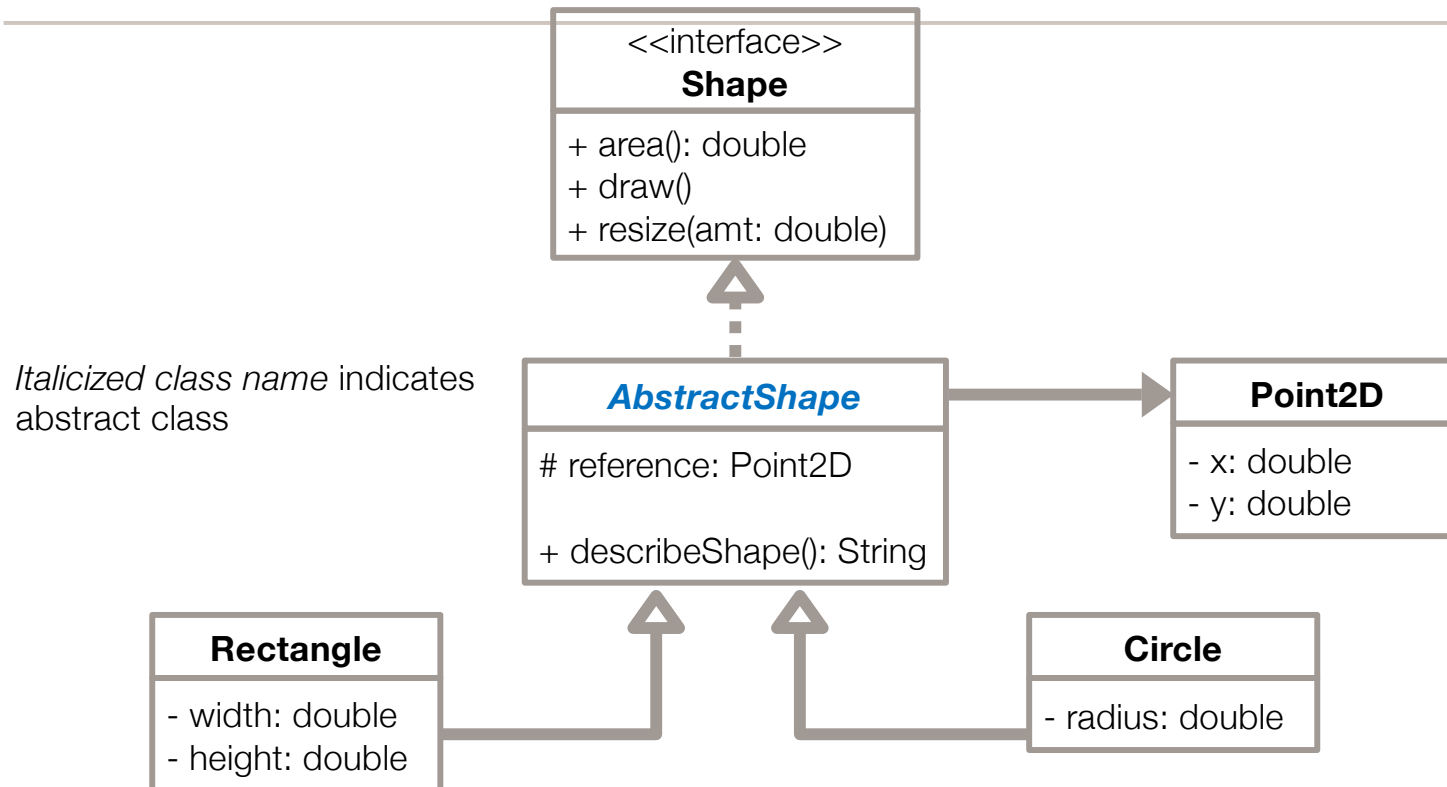 <<interface>>
Shape
+ area(): double
+ draw()
+ resize(amt: double)
Italicized class name indicates
abstract class
AbstractShape
# reference: Point2D
+ describeShape(): String
Point2D
- x: double
- y: double
Rectangle
- width: double
- height: double
Circle
- radius: double